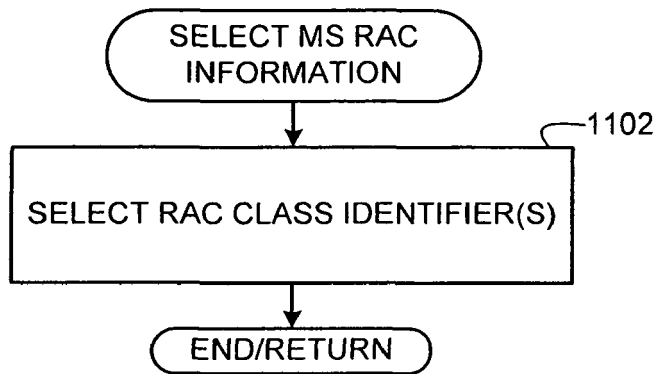 SELECT MS RAC
INFORMATION
1102
SELECT RAC CLASS IDENTIFIER(S)
END/RETURN